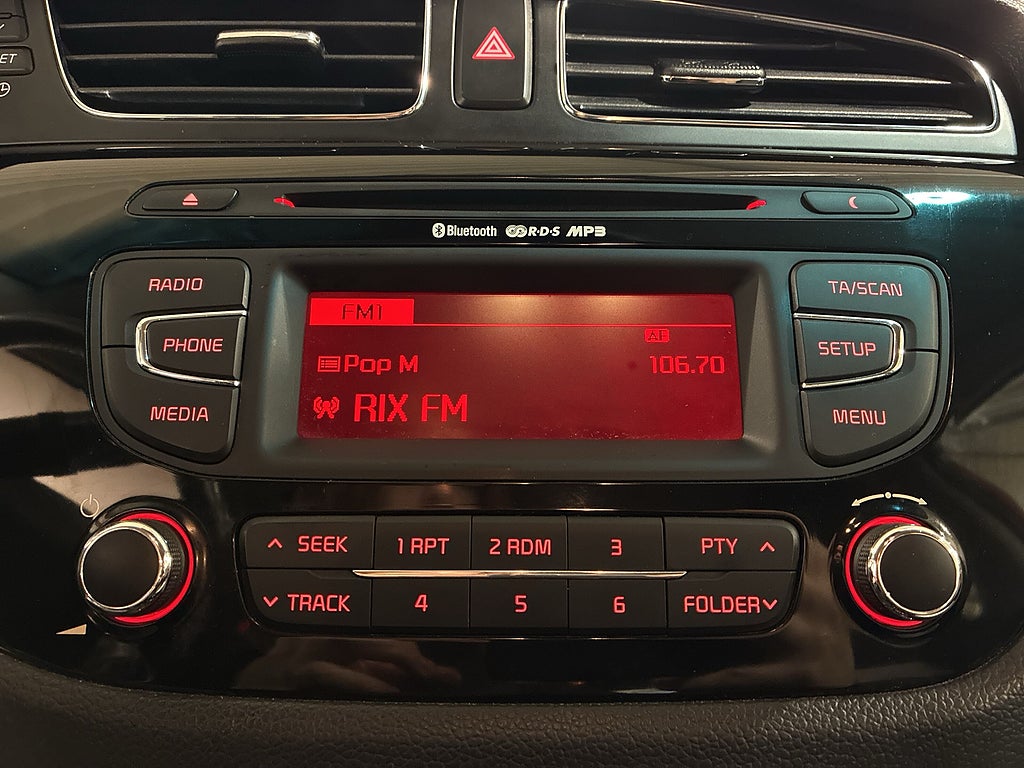 ET
Bluetooth R·D·S MP3
RADIO
PHONE
MEDIA
FM1
AF
Pop M 106.70
RIX FM
TA/SCAN
SETUP
MENU
SEEK 1 RPT 2 RDM 3 PTY
TRACK 4 5 6 FOLDER